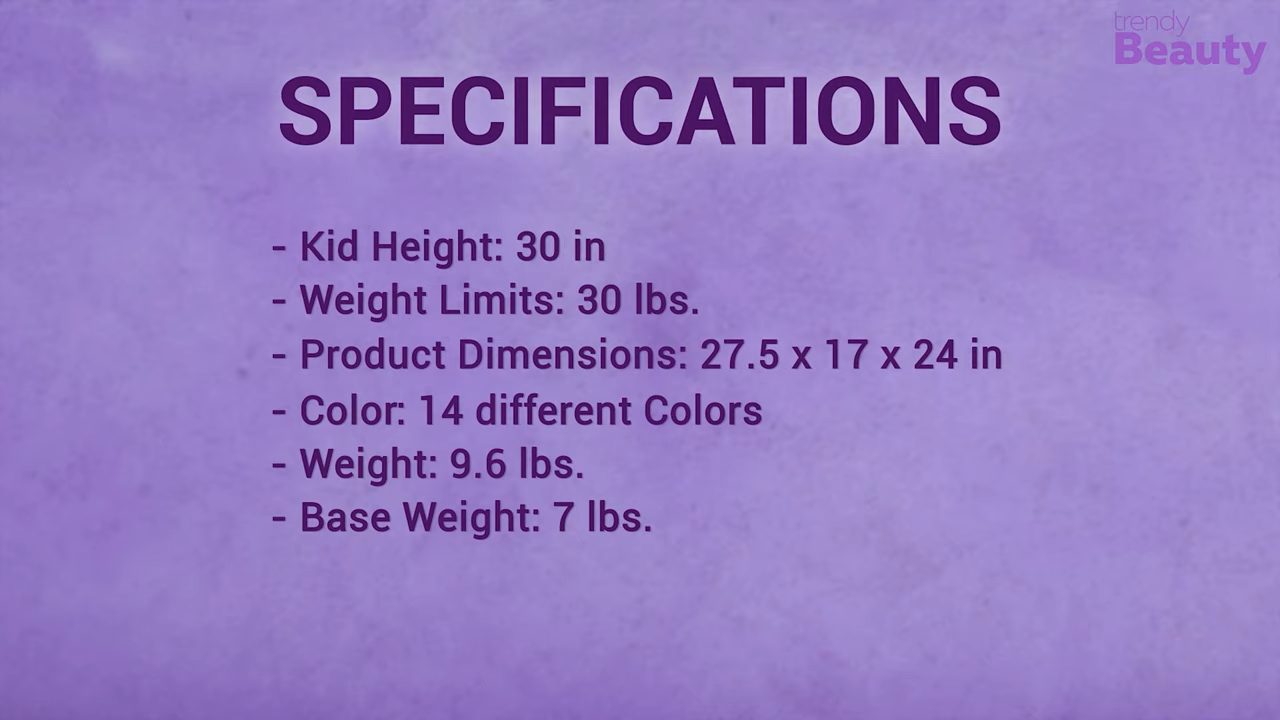 trendy
Beauty
SPECIFICATIONS
- Kid Height: 30 in
- Weight Limits: 30 lbs.
- Product Dimensions: 27.5 x 17 x 24 in
- Color: 14 different Colors
- Weight: 9.6 lbs.
- Base Weight: 7 lbs.